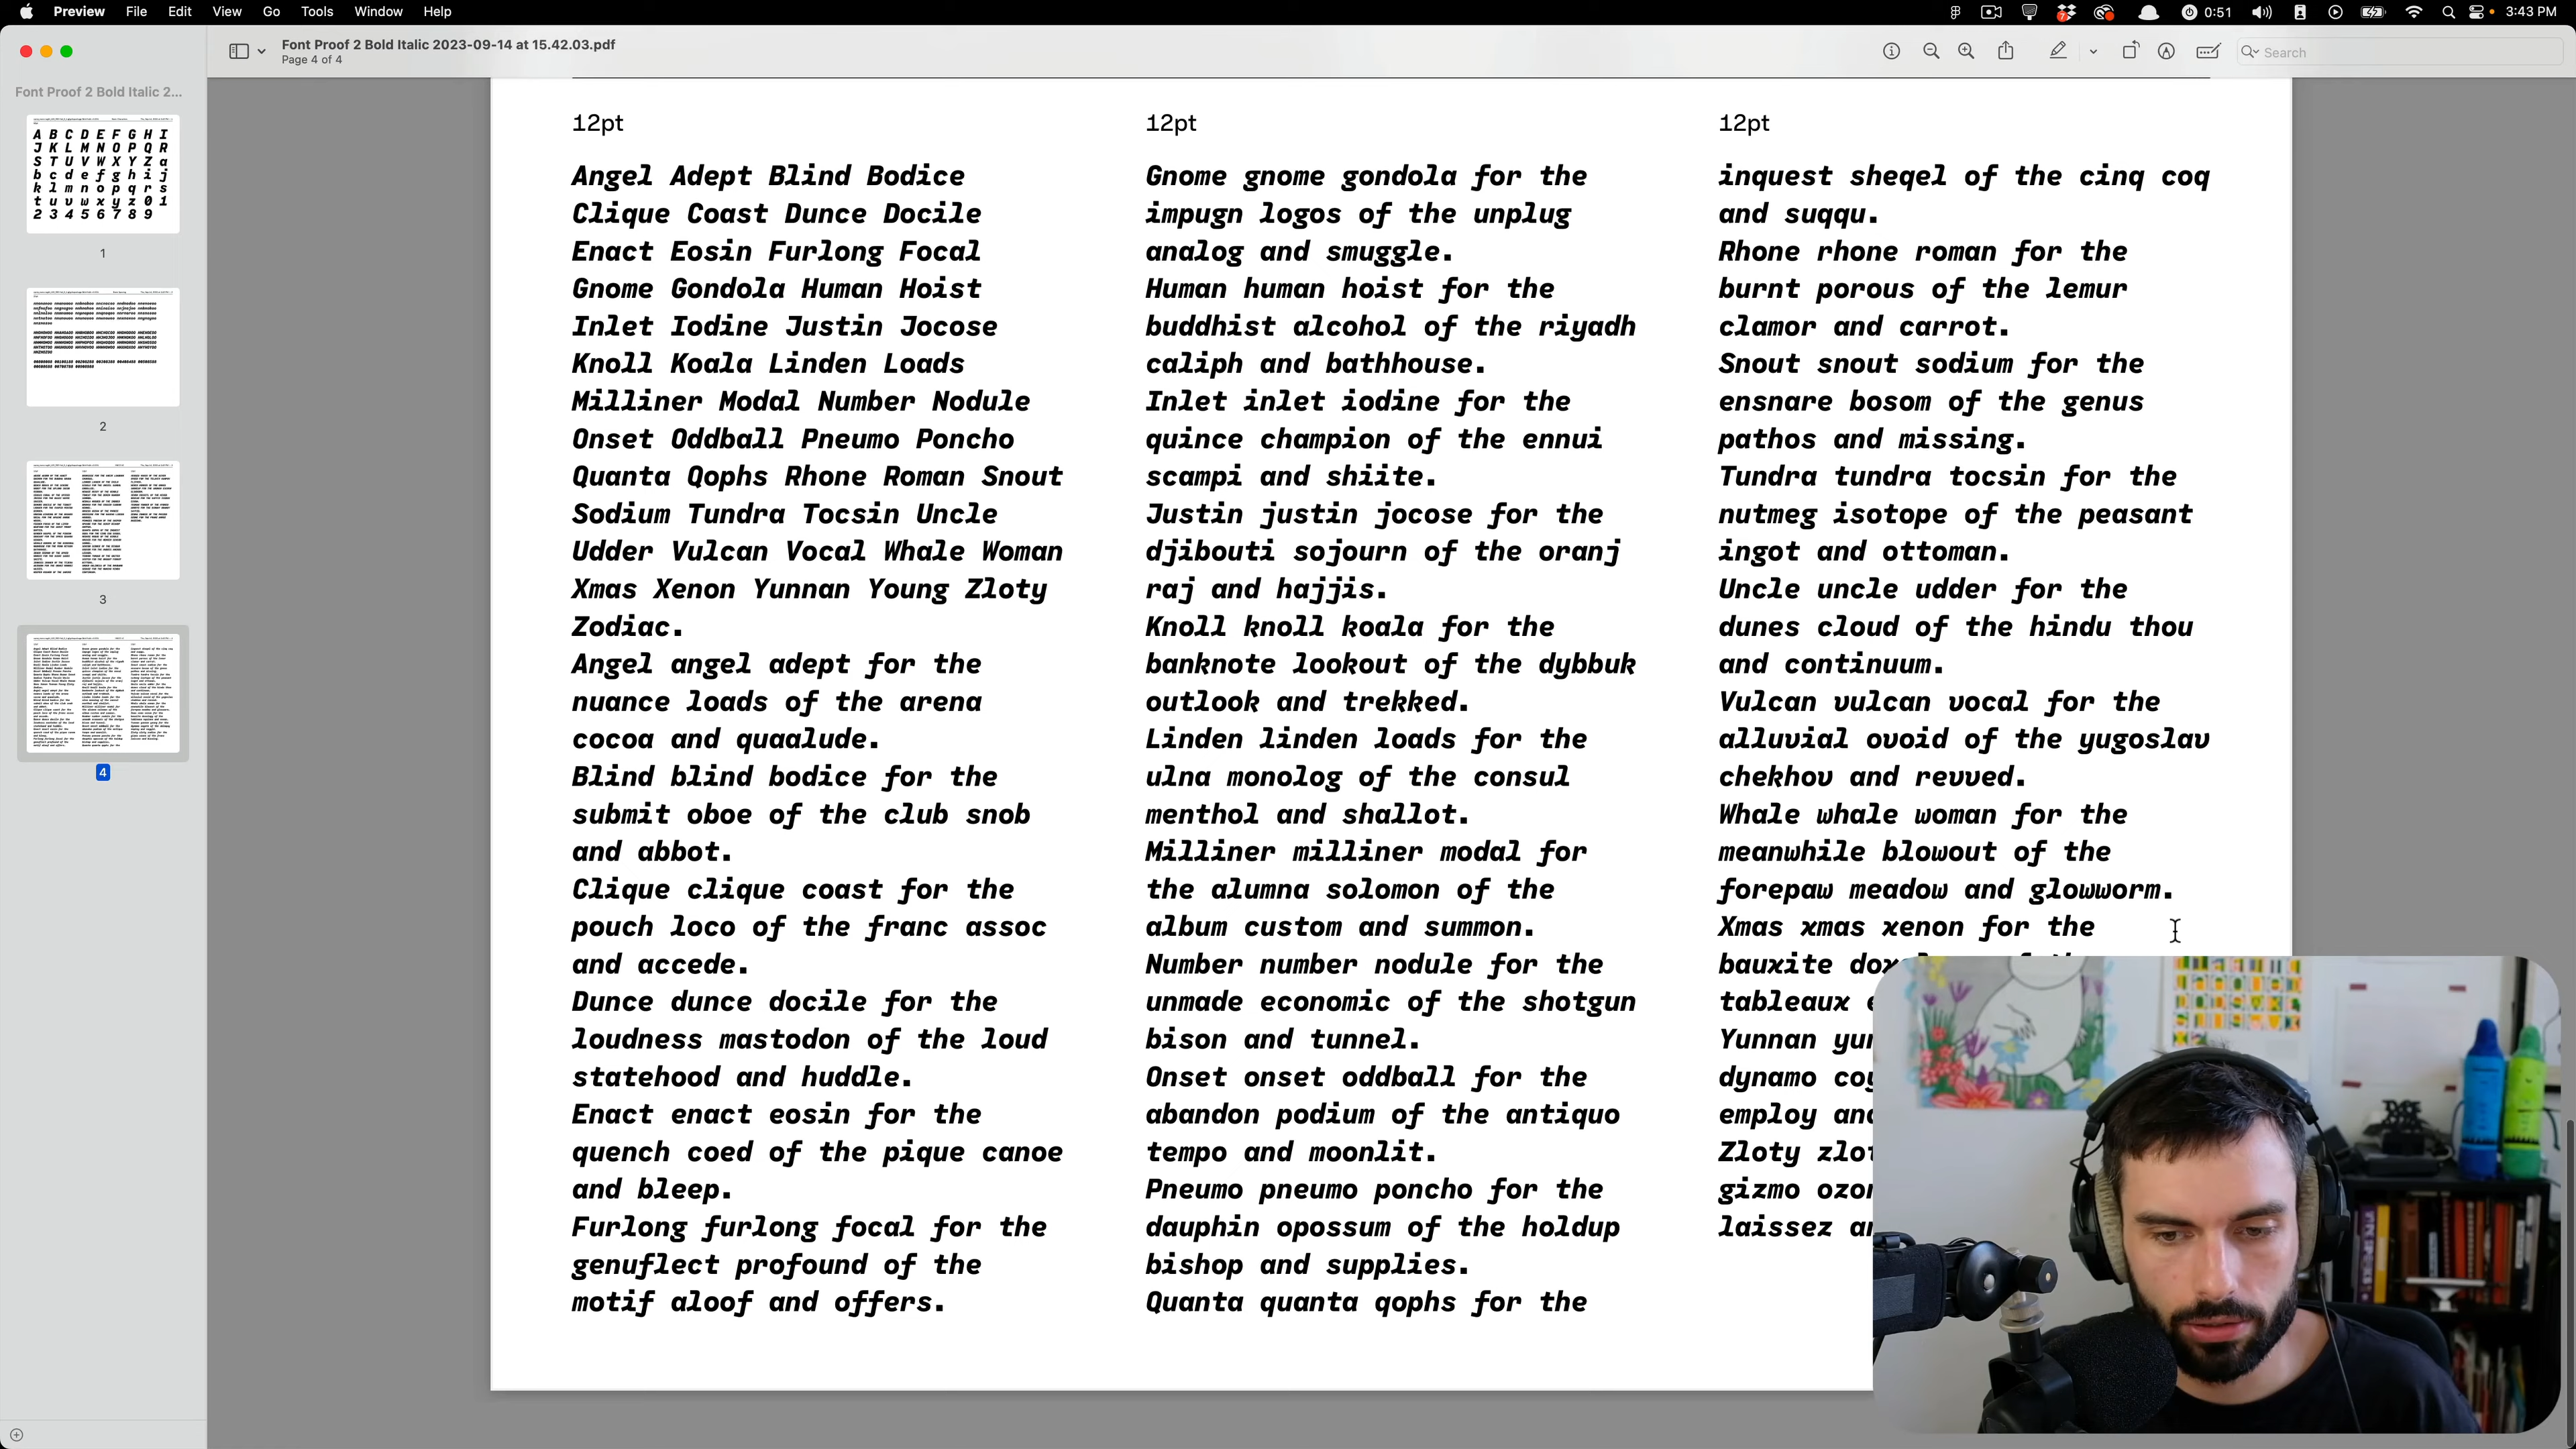 Preview File Edit View Go Tools Window Help
0:51
3:43 PM
Font Proof 2 Bold Italic 2023-09-14 at 15.42.03.pdf
Page 4 of 4
Search
Font Proof 2 Bold Italic 2...
A B C D E F G H I
J K L M N O P Q R
S T U V W X Y Z a
b c d e f g h i j
k l m n o p q r s
t u v w x y z 0 1
2 3 4 5 6 7 8 9
1
2
3
4
12pt
Angel Adept Blind Bodice
Clique Coast Dunce Docile
Enact Eosin Furlong Focal
Gnome Gondola Human Hoist
Inlet Iodine Justin Jocose
Knoll Koala Linden Loads
Milliner Modal Number Nodule
Onset Oddball Pneumo Poncho
Quanta Qophs Rhone Roman Snout
Sodium Tundra Tocsin Uncle
Udder Vulcan Vocal Whale Woman
Xmas Xenon Yunnan Young Zloty
Zodiac.
Angel angel adept for the
nuance loads of the arena
cocoa and quaalude.
Blind blind bodice for the
submit oboe of the club snob
and abbot.
Clique clique coast for the
pouch loco of the franc assoc
and accede.
Dunce dunce docile for the
loudness mastodon of the loud
statehood and huddle.
Enact enact eosin for the
quench coed of the pique canoe
and bleep.
Furlong furlong focal for the
genuflect profound of the
motif aloof and offers.
12pt
Gnome gnome gondola for the
impugn logos of the unplug
analog and smuggle.
Human human hoist for the
buddhist alcohol of the riyadh
caliph and bathhouse.
Inlet inlet iodine for the
quince champion of the ennui
scampi and shiite.
Justin justin jocose for the
djibouti sojourn of the oranj
raj and hajjis.
Knoll knoll koala for the
banknote lookout of the dybbuk
outlook and trekked.
Linden linden loads for the
ulna monolog of the consul
menthol and shallot.
Milliner milliner modal for
the alumna solomon of the
album custom and summon.
Number number nodule for the
unmade economic of the shotgun
bison and tunnel.
Onset onset oddball for the
abandon podium of the antiquo
tempo and moonlit.
Pneumo pneumo poncho for the
dauphin opossum of the holdup
bishop and supplies.
Quanta quanta qophs for the
12pt
inquest sheqel of the cinq coq
and suqqu.
Rhone rhone roman for the
burnt porous of the lemur
clamor and carrot.
Snout snout sodium for the
ensnare bosom of the genus
pathos and missing.
Tundra tundra tocsin for the
nutmeg isotope of the peasant
ingot and ottoman.
Uncle uncle udder for the
dunes cloud of the hindu thou
and continuum.
Vulcan vulcan vocal for the
alluvial ovoid of the yugoslav
chekhov and revved.
Whale whale woman for the
meanwhile blowout of the
forepaw meadow and glowworm.
Xmas xmas xenon for the
bauxite
tableaux
Yunnan
dynamo
employ
Zloty
gizmo
laissez